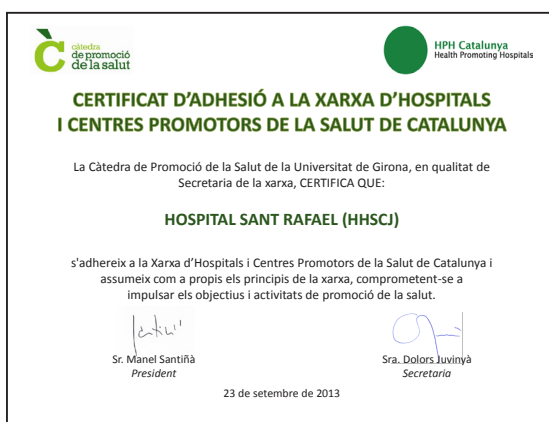 càtedra
de promoció
de la salut
HPH Catalunya
Health Promoting Hospitals
CERTIFICAT D'ADHESIÓ A LA XARXA D'HOSPITALS
I CENTRES PROMOTORS DE LA SALUT DE CATALUNYA
La Càtedra de Promoció de la Salut de la Universitat de Girona, en qualitat de
Secretaria de la xarxa, CERTIFICA QUE:
HOSPITAL SANT RAFAEL (HHSCJ)
s'adhereix a la Xarxa d'Hospitals i Centres Promotors de la Salut de Catalunya i
assumeix com a propis els principis de la xarxa, comprometent-se a
impulsar els objectius i activitats de promoció de la salut.
Sr. Manel Santiñà
President
Sra. Dolors Juvinyà
Secretaria
23 de setembre de 2013